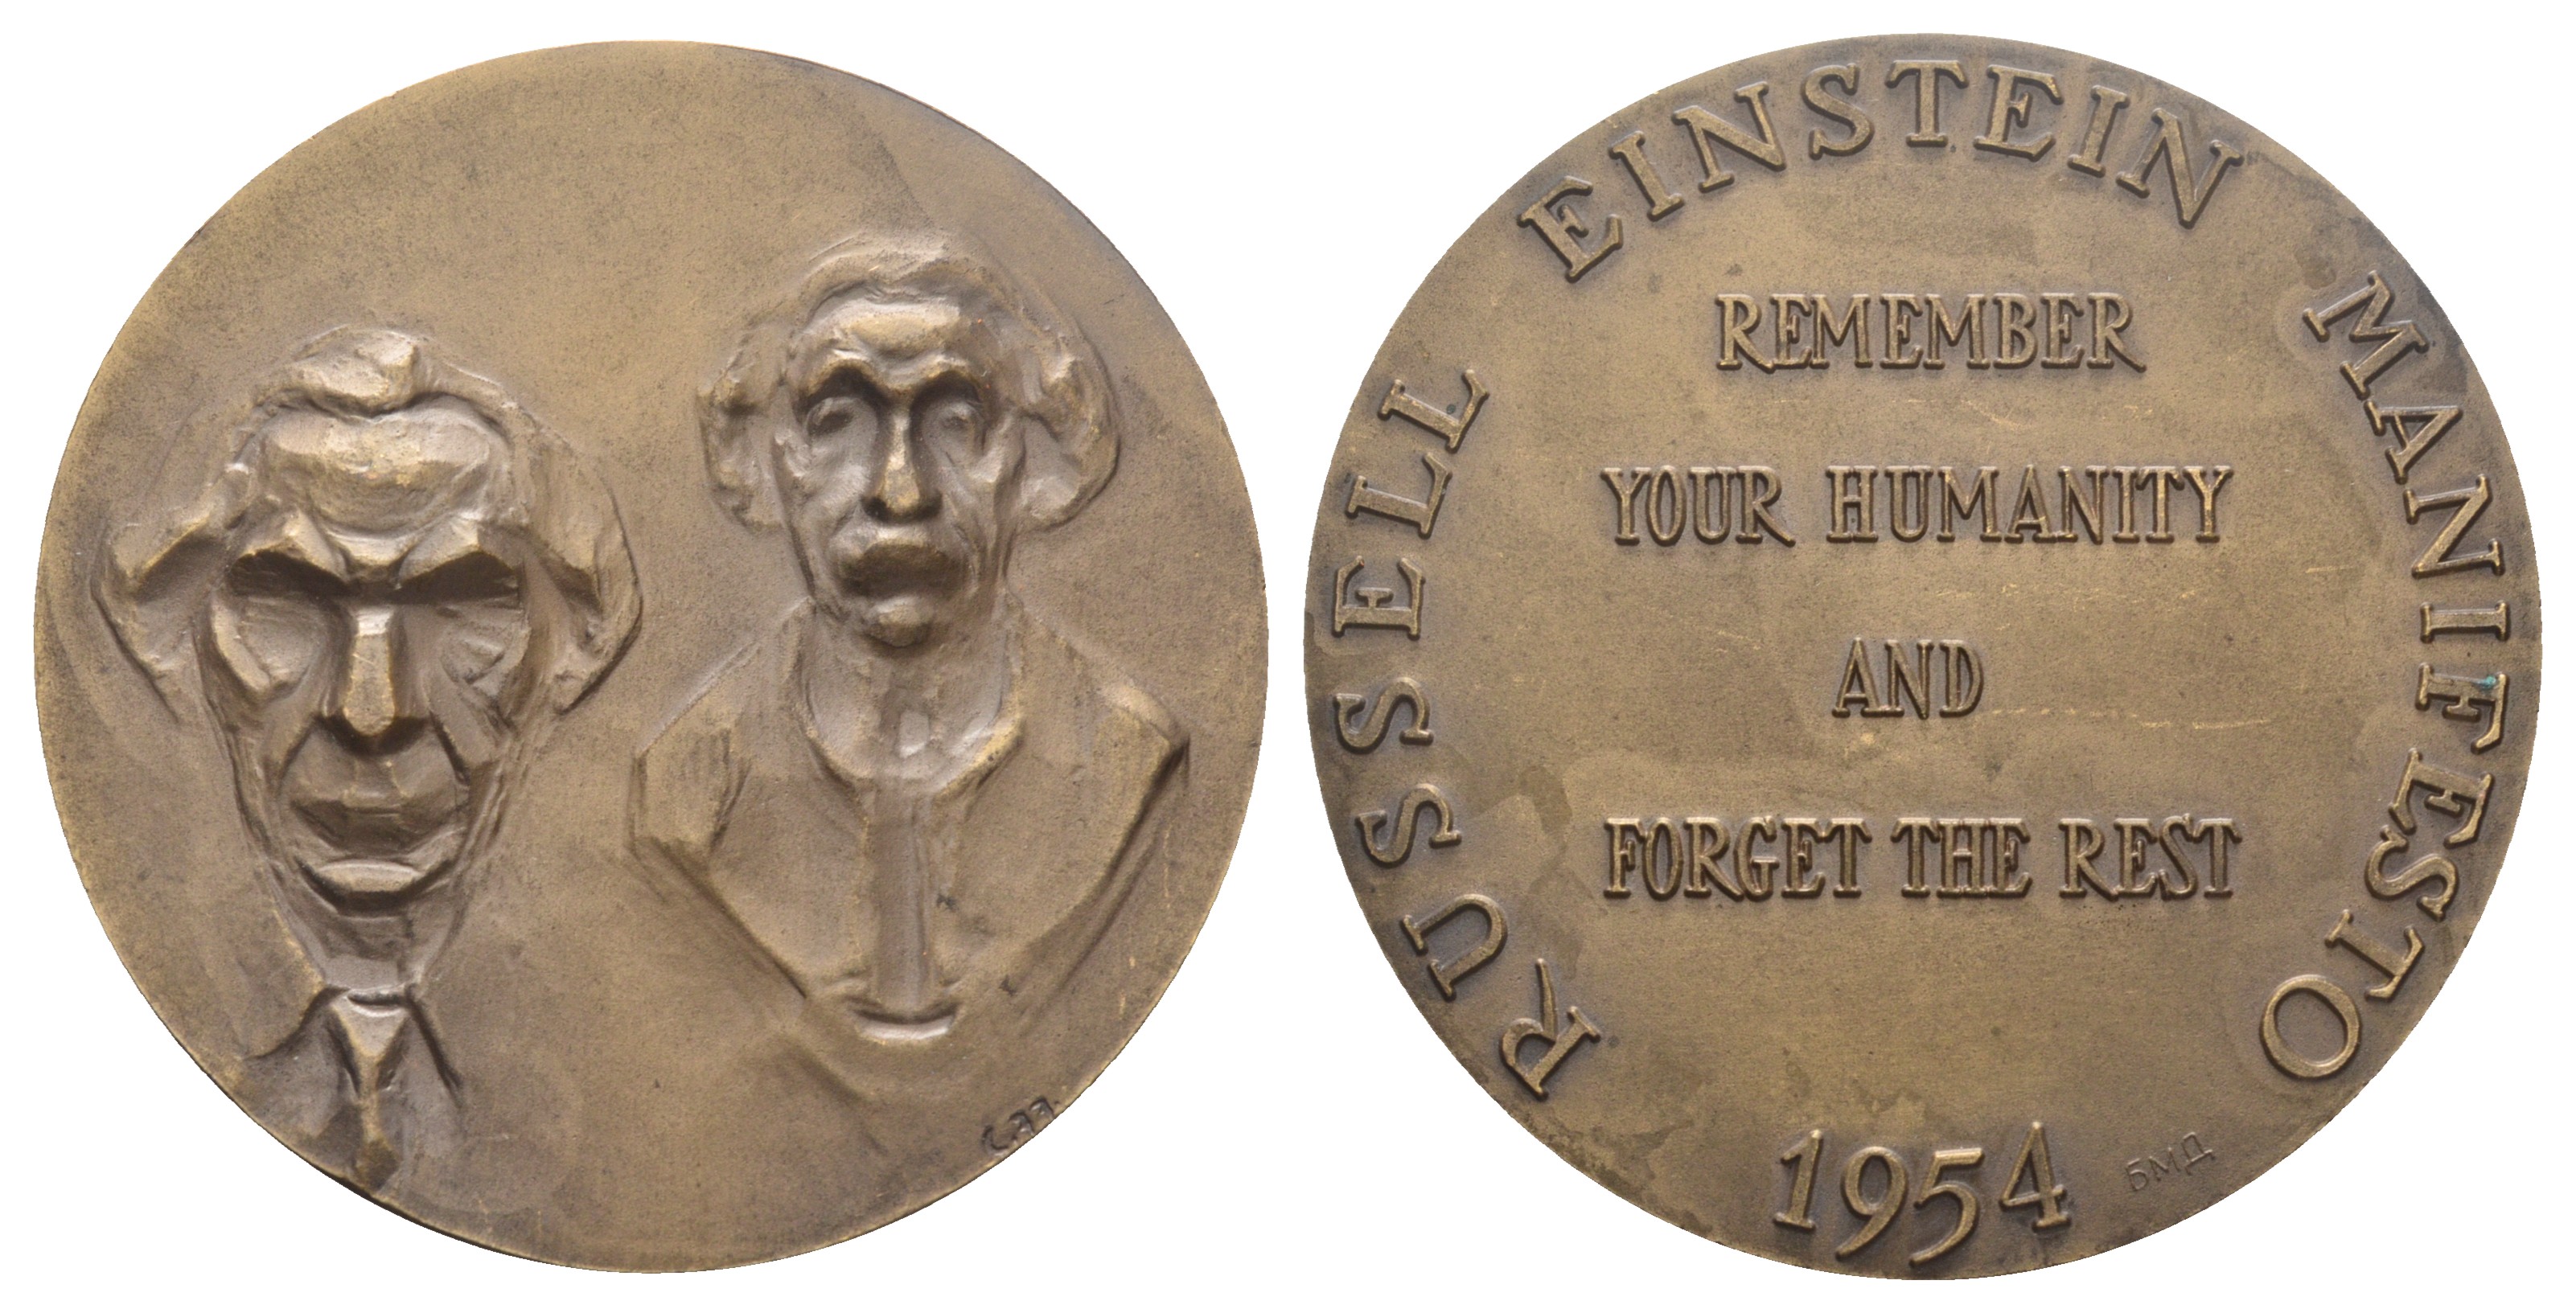 RUSSELL EINSTEIN MANIFESTO
REMEMBER
YOUR HUMANITY
AND
FORGET THE REST
1954
БМД